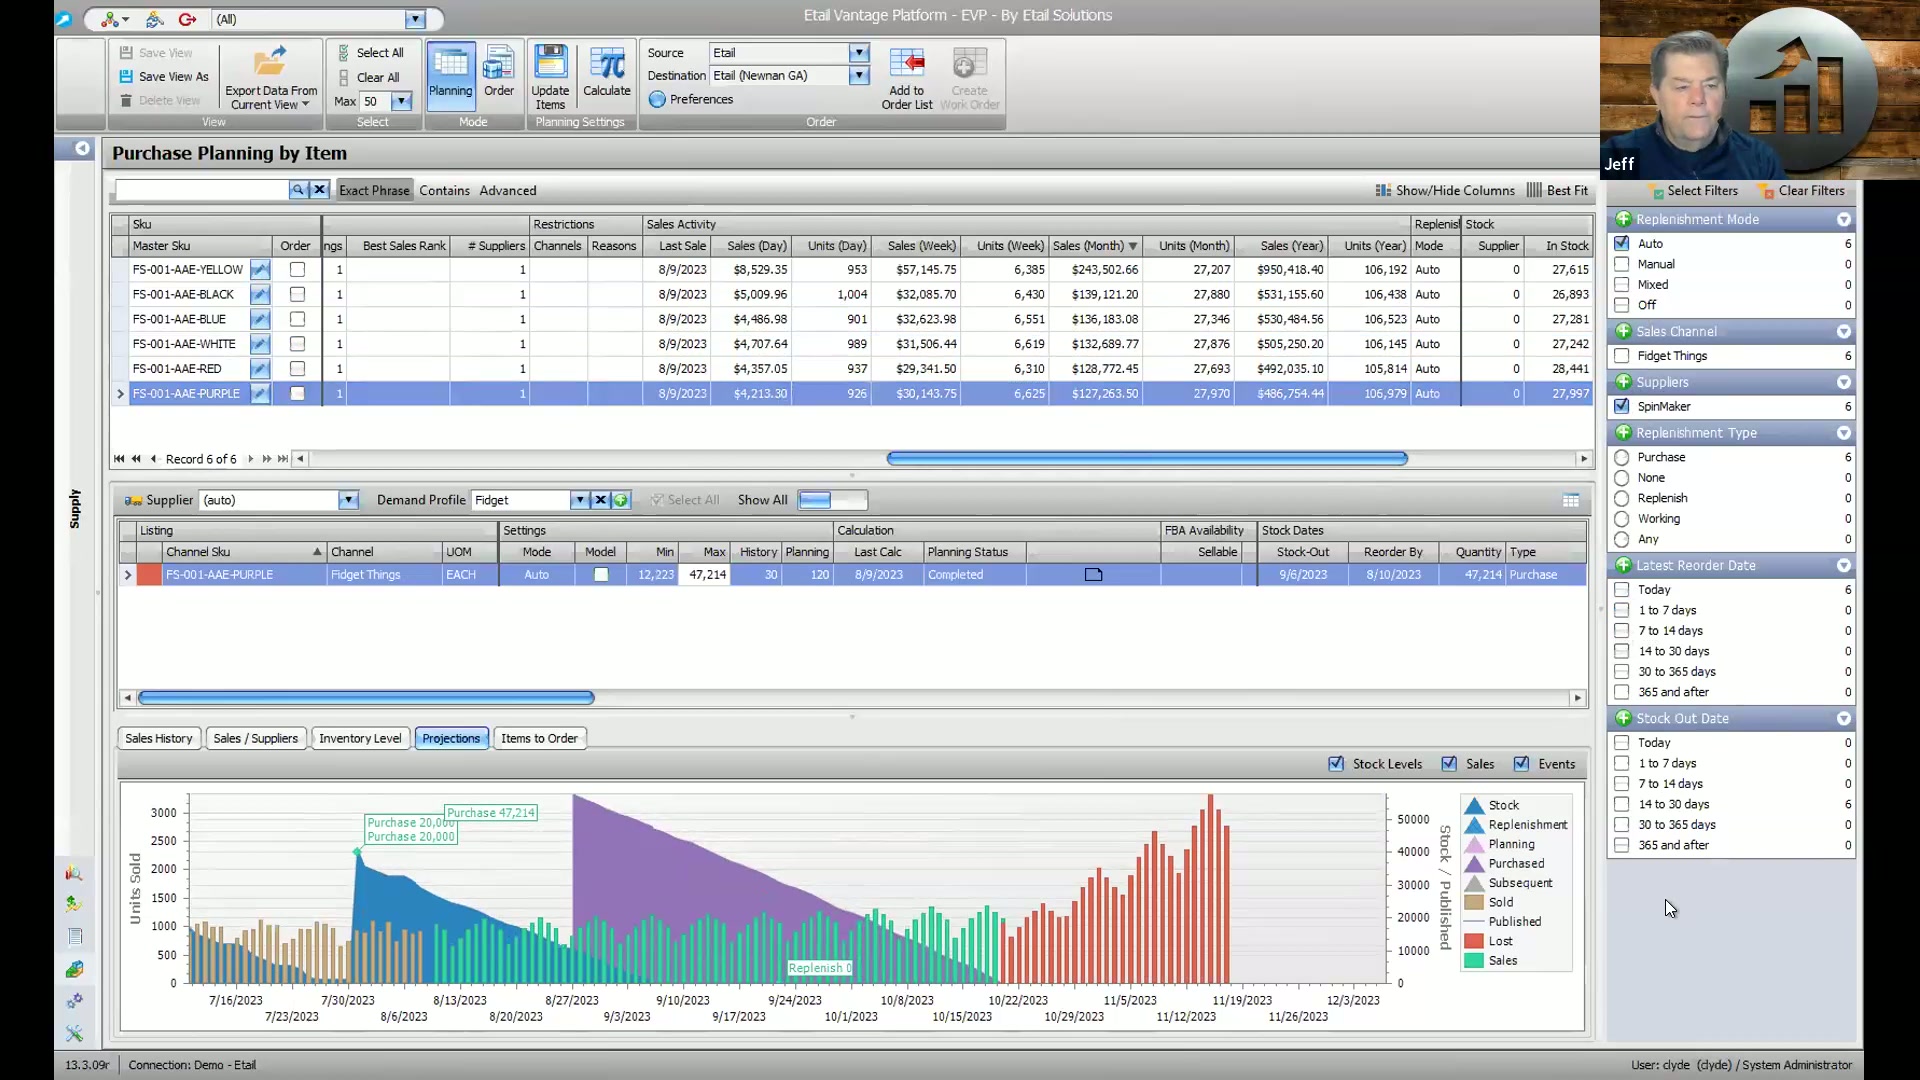 (All)
Etail Vantage Platform - EVP - By Etail Solutions
Save View
Save View As
Delete View
Export Data From
Current View
View
Select All
Clear All
Max 50
Select
Planning
Order
Mode
Update
Items
Calculate
Planning Settings
Source Etail
Destination Etail (Newnan GA)
Preferences
Add to
Order List
Create
Work Order
Order
Jeff
Supply
Purchase Planning by Item
Exact Phrase Contains Advanced
Show/Hide Columns Best Fit
Sku Restrictions Sales Activity Replenish Stock
Master Sku Order ngs Best Sales Rank # Suppliers Channels Reasons Last Sale Sales (Day) Units (Day) Sales (Week) Units (Week) Sales (Month) Units (Month) Sales (Year) Units (Year) Mode Supplier In Stock
FS-001-AAE-YELLOW 1 1 8/9/2023 $8,529.35 953 $57,145.75 6,385 $243,502.66 27,207 $950,418.40 106,192 Auto 0 27,615
FS-001-AAE-BLACK 1 1 8/9/2023 $5,009.96 1,004 $32,085.70 6,430 $139,121.20 27,880 $531,155.60 106,438 Auto 0 26,893
FS-001-AAE-BLUE 1 1 8/9/2023 $4,486.98 901 $32,623.98 6,551 $136,183.08 27,346 $530,484.56 106,523 Auto 0 27,281
FS-001-AAE-WHITE 1 1 8/9/2023 $4,707.64 989 $31,506.44 6,619 $132,689.77 27,876 $505,250.20 106,145 Auto 0 27,242
FS-001-AAE-RED 1 1 8/9/2023 $4,357.05 937 $29,341.50 6,310 $128,772.45 27,693 $492,035.10 105,814 Auto 0 28,441
FS-001-AAE-PURPLE 1 1 8/9/2023 $4,213.30 926 $30,143.75 6,625 $127,263.50 27,970 $486,754.44 106,979 Auto 0 27,997
Record 6 of 6
Supplier (auto) Demand Profile Fidget Select All Show All
Listing Settings Calculation FBA Availability Stock Dates
Channel Sku Channel UOM Mode Model Min Max History Planning Last Calc Planning Status Sellable Stock-Out Reorder By Quantity Type
FS-001-AAE-PURPLE Fidget Things EACH Auto 12,223 47,214 30 120 8/9/2023 Completed 9/6/2023 8/10/2023 47,214 Purchase
Sales History Sales / Suppliers Inventory Level Projections Items to Order
Stock Levels Sales Events
Units Sold
3000
2500
2000
1500
1000
500
0
Purchase 47,214
Purchase 20,000
Purchase 20,000
Replenish 0
50000
40000
30000
20000
10000
0
Stock / Published
7/16/2023 7/30/2023 8/13/2023 8/27/2023 9/10/2023 9/24/2023 10/8/2023 10/22/2023 11/5/2023 11/19/2023 12/3/2023
7/23/2023 8/6/2023 8/20/2023 9/3/2023 9/17/2023 10/1/2023 10/15/2023 10/29/2023 11/12/2023 11/26/2023
Stock
Replenishment
Planning
Purchased
Subsequent
Sold
Published
Lost
Sales
Select Filters Clear Filters
Replenishment Mode
Auto 6
Manual 0
Mixed 0
Off 0
Sales Channel
Fidget Things 6
Suppliers
SpinMaker 6
Replenishment Type
Purchase 6
None 0
Replenish 0
Working 0
Any 0
Latest Reorder Date
Today 6
1 to 7 days 0
7 to 14 days 0
14 to 30 days 0
30 to 365 days 0
365 and after 0
Stock Out Date
Today 0
1 to 7 days 0
7 to 14 days 0
14 to 30 days 6
30 to 365 days 0
365 and after 0
13.3.09r Connection: Demo - Etail
User: clyde (clyde) / System Administrator